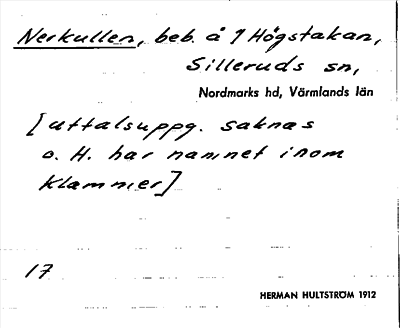 Nerkullen, beb. å 1 Högstakan,
Silleruds sn,
Nordmarks hd, Värmlands län
[uttalsuppg. saknas
o. H. har namnet inom
klammer]
17
HERMAN HULTSTRÖM 1912